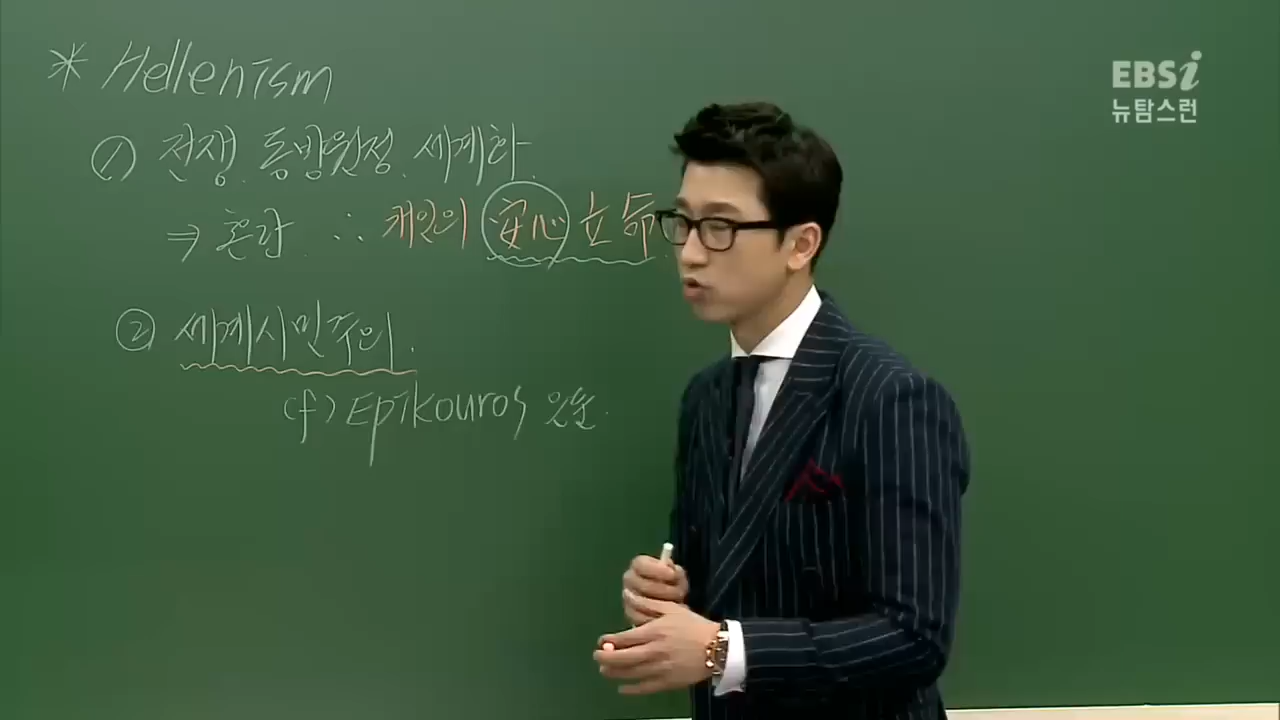 * Hellenism
① 전쟁. 동방원정. 세계화.
⇒ 혼란. ∴ 개인의 安心立命.
② 세계시민주의.
(f) Epikouros 있순.
EBSi
뉴탐스런